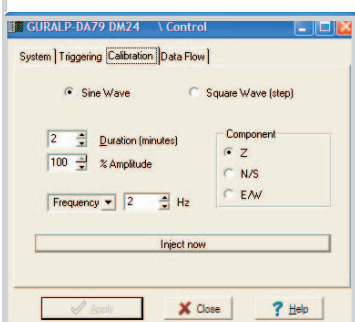 GURALP-DA79 DM24 \ Control
System Triggering Calibration Data Flow
Sine Wave Square Wave (step)
2 Duration (minutes)
100 % Amplitude
Component
Z
N/S
E/W
Frequency 2 Hz
Inject now
Apply Close ? Help